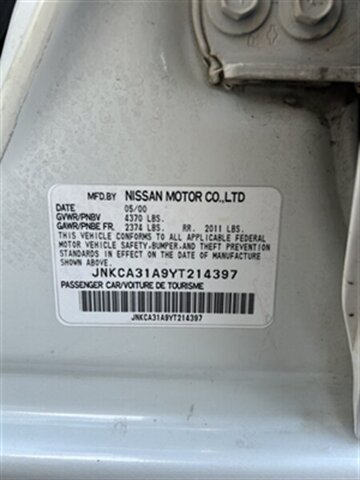 MFD.BY NISSAN MOTOR CO.,LTD
DATE 05/00
GVWR/PNBV 4370 LBS.
GAWR/PNBE FR. 2374 LBS. RR. 2011 LBS.
THIS VEHICLE CONFORMS TO ALL APPLICABLE FEDERAL
MOTOR VEHICLE SAFETY,BUMPER,AND THEFT PREVENTION
STANDARDS IN EFFECT ON THE DATE OF MANUFACTURE
SHOWN ABOVE.
JNKCA31A9YT214397
JNKCA31A9YT214397
PASSENGER CAR/VOITURE DE TOURISME